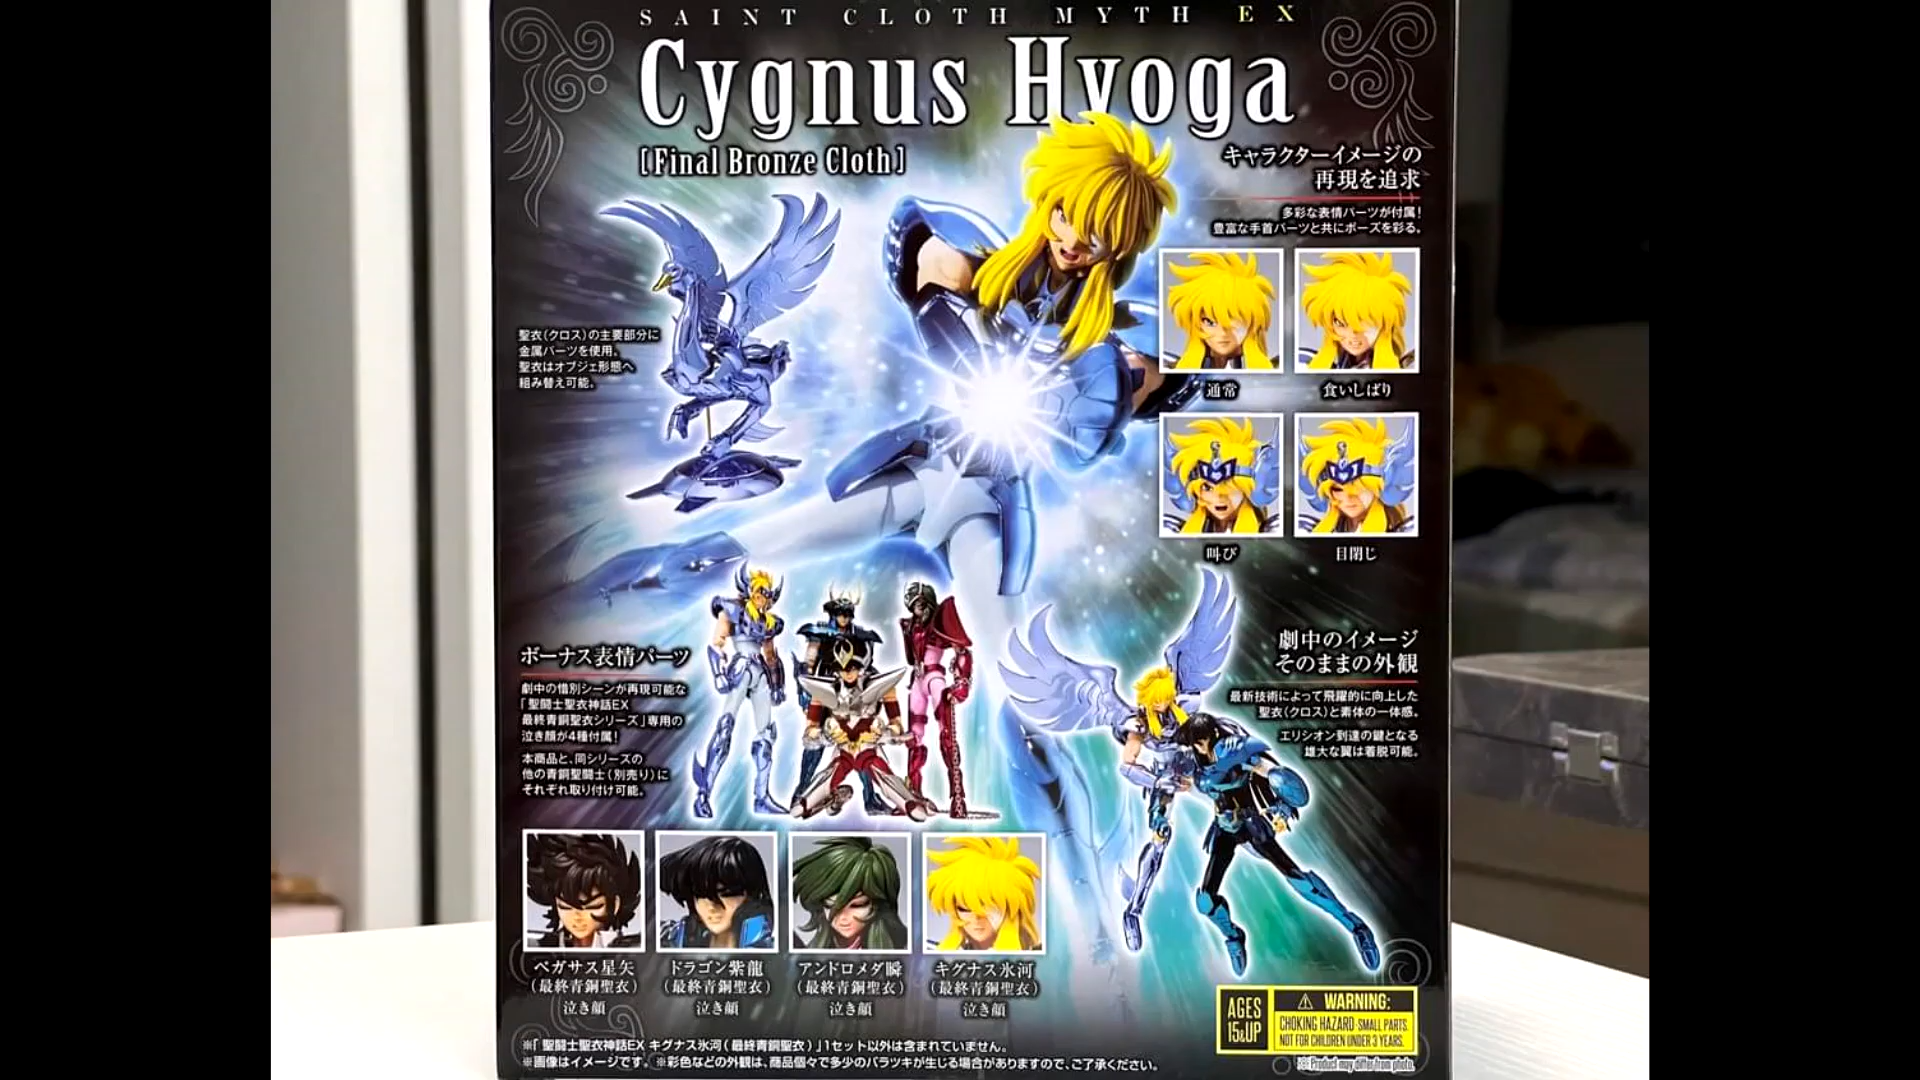 SAINT CLOTH MYTH EX
Cygnus Hyoga
[Final Bronze Cloth]
キャラクターイメージの
再現を追求
多彩な表情パーツが付属!
豊富な手首パーツと共にポーズを彩る。
通常
食いしばり
叫び
目閉じ
聖衣(クロス)の主要部分に
金属パーツを使用。
聖衣はオブジェ形態へ
組み替え可能。
ボーナス表情パーツ
劇中の惜別シーンが再現可能な
「聖闘士聖衣神話EX
最終青銅聖衣シリーズ」専用の
泣き顔が4種付属!
本商品と、同シリーズの
他の青銅聖闘士(別売り)に
それぞれ取り付け可能。
劇中のイメージ
そのままの外観
最新技術によって飛躍的に向上した
聖衣(クロス)と素体の一体感。
エリシオン到達の鍵となる
雄大な翼は着脱可能。
ペガサス星矢
(最終青銅聖衣)
泣き顔
ドラゴン紫龍
(最終青銅聖衣)
泣き顔
アンドロメダ瞬
(最終青銅聖衣)
泣き顔
キグナス氷河
(最終青銅聖衣)
泣き顔
AGES
15&UP
⚠ WARNING:
CHOKING HAZARD-SMALL PARTS.
NOT FOR CHILDREN UNDER 3 YEARS.
※「聖闘士聖衣神話EX キグナス氷河(最終青銅聖衣)」1セット以外は含まれていません。
※画像はイメージです。 ※彩色などの外観は、商品個々で多少のバラツキが生じる場合がありますので、ご了承ください。
※Product may differ from photo.